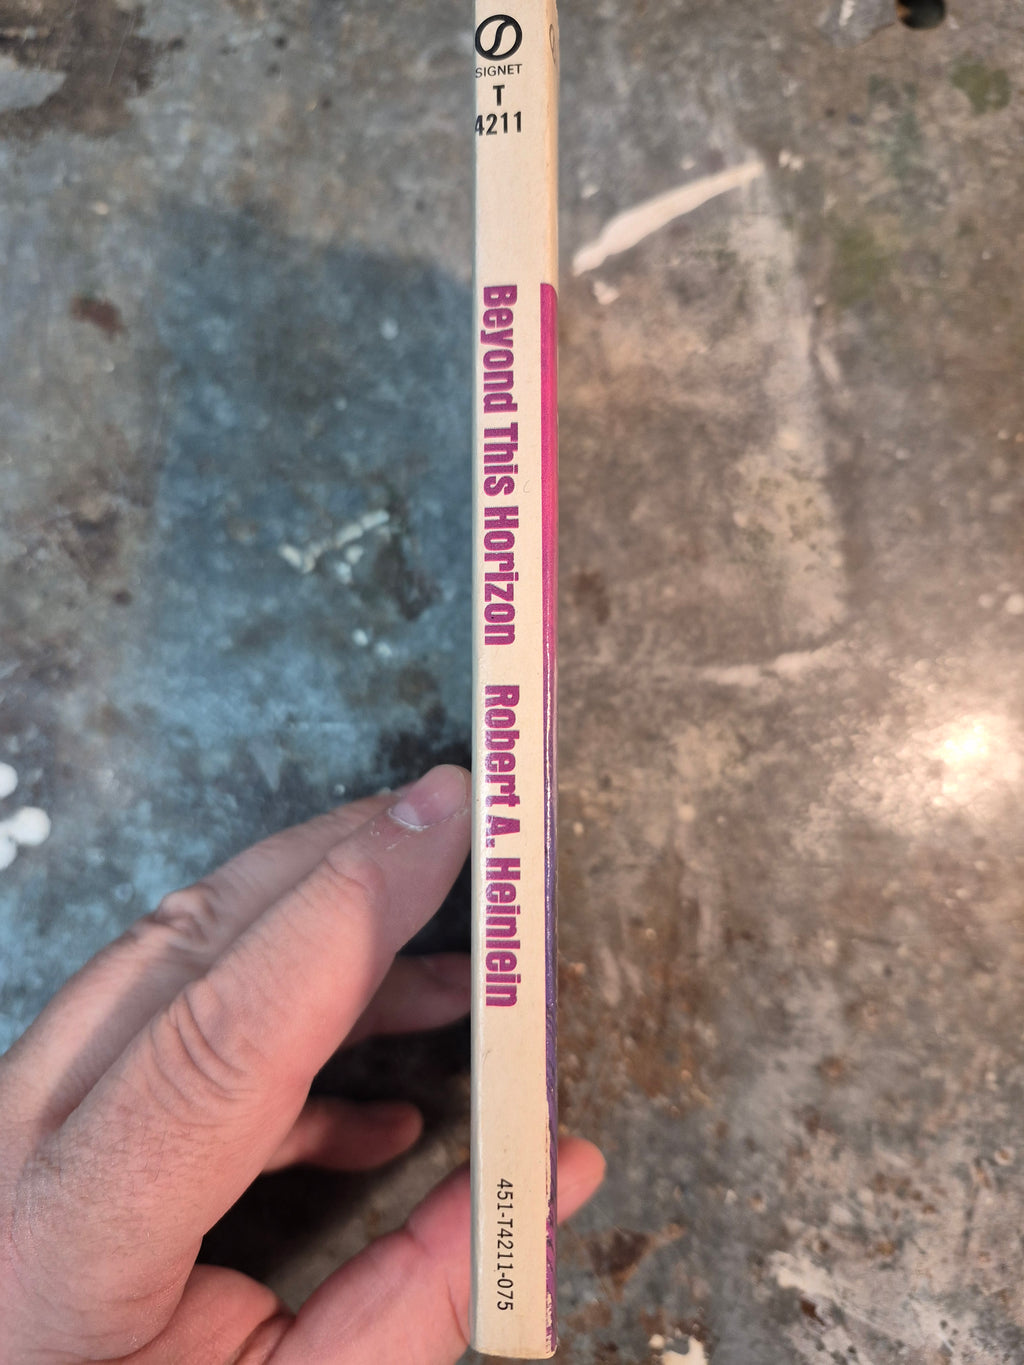 SIGNET
T
4211
Beyond This Horizon Robert A. Heinlein
451-T4211-075